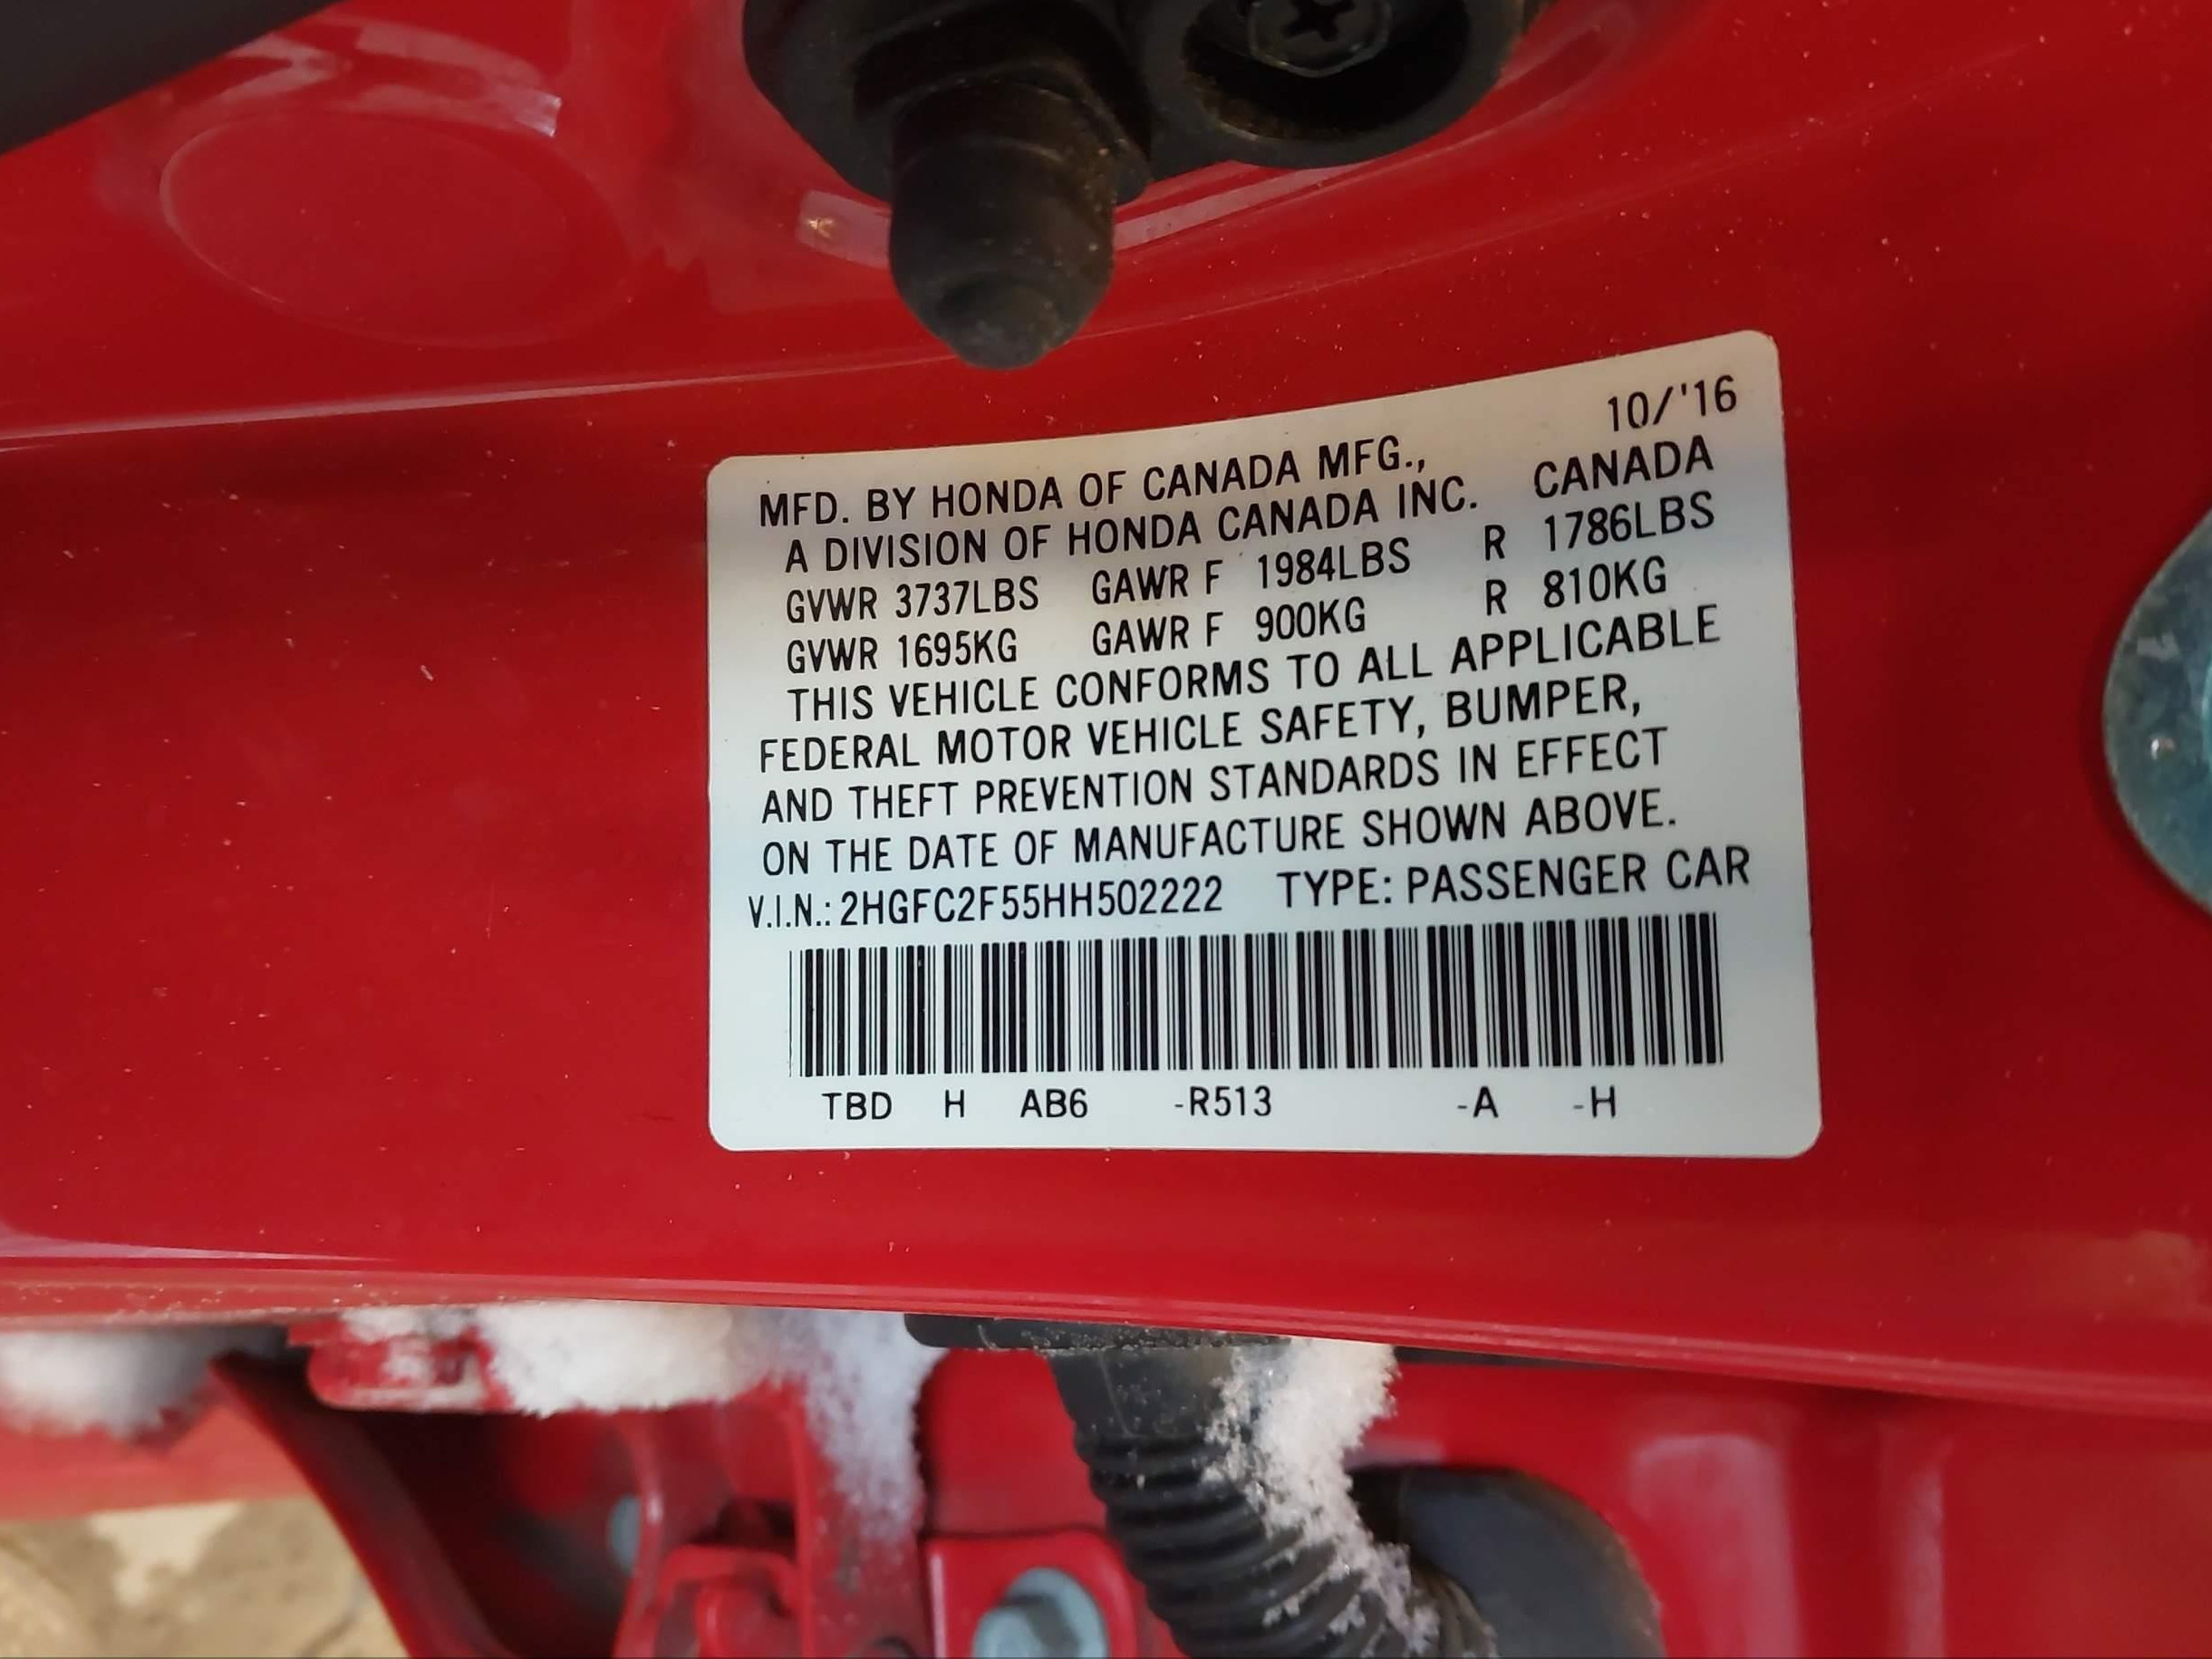 10/'16
MFD. BY HONDA OF CANADA MFG.,
A DIVISION OF HONDA CANADA INC. CANADA
GVWR 3737LBS GAWR F 1984LBS R 1786LBS
GVWR 1695KG GAWR F 900KG R 810KG
THIS VEHICLE CONFORMS TO ALL APPLICABLE
FEDERAL MOTOR VEHICLE SAFETY, BUMPER,
AND THEFT PREVENTION STANDARDS IN EFFECT
ON THE DATE OF MANUFACTURE SHOWN ABOVE.
V.I.N.: 2HGFC2F55HH502222 TYPE: PASSENGER CAR
TBD H AB6 -R513 -A -H